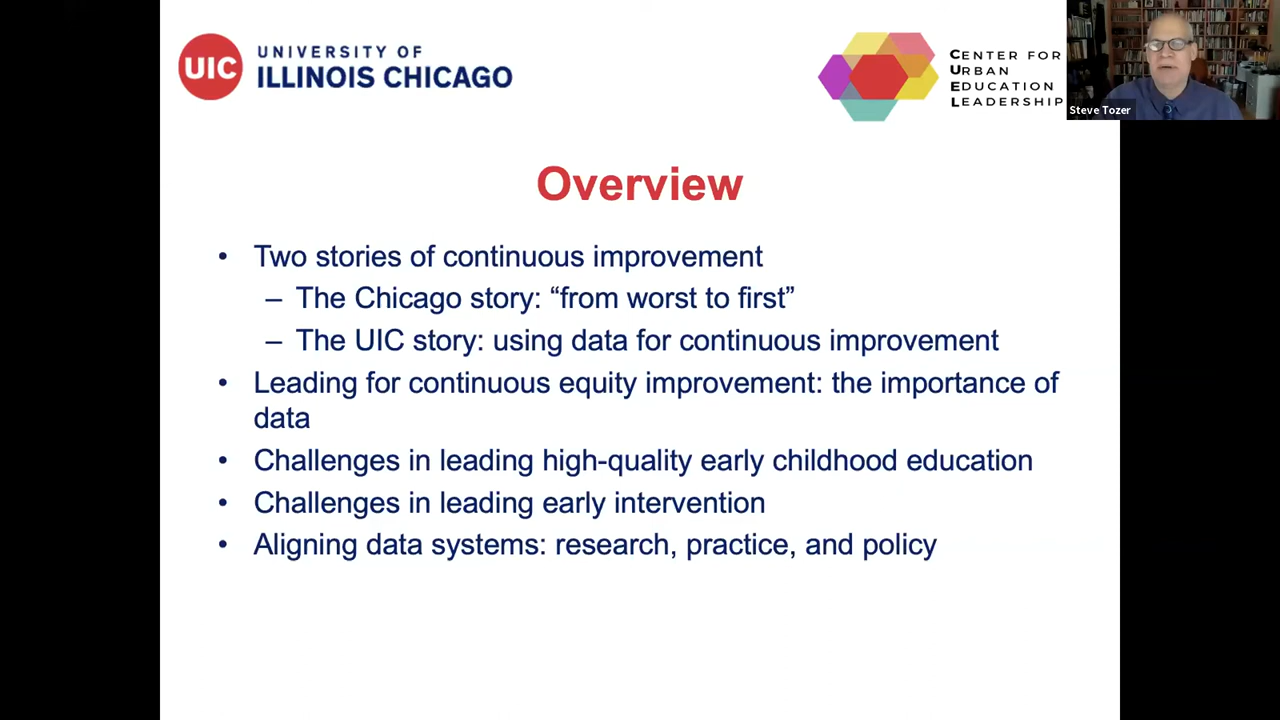 UIC
UNIVERSITY OF
ILLINOIS CHICAGO
CENTER FOR
URBAN
EDUCATION
LEADERSHIP
Steve Tozer
Overview
• Two stories of continuous improvement
– The Chicago story: “from worst to first”
– The UIC story: using data for continuous improvement
• Leading for continuous equity improvement: the importance of
data
• Challenges in leading high-quality early childhood education
• Challenges in leading early intervention
• Aligning data systems: research, practice, and policy